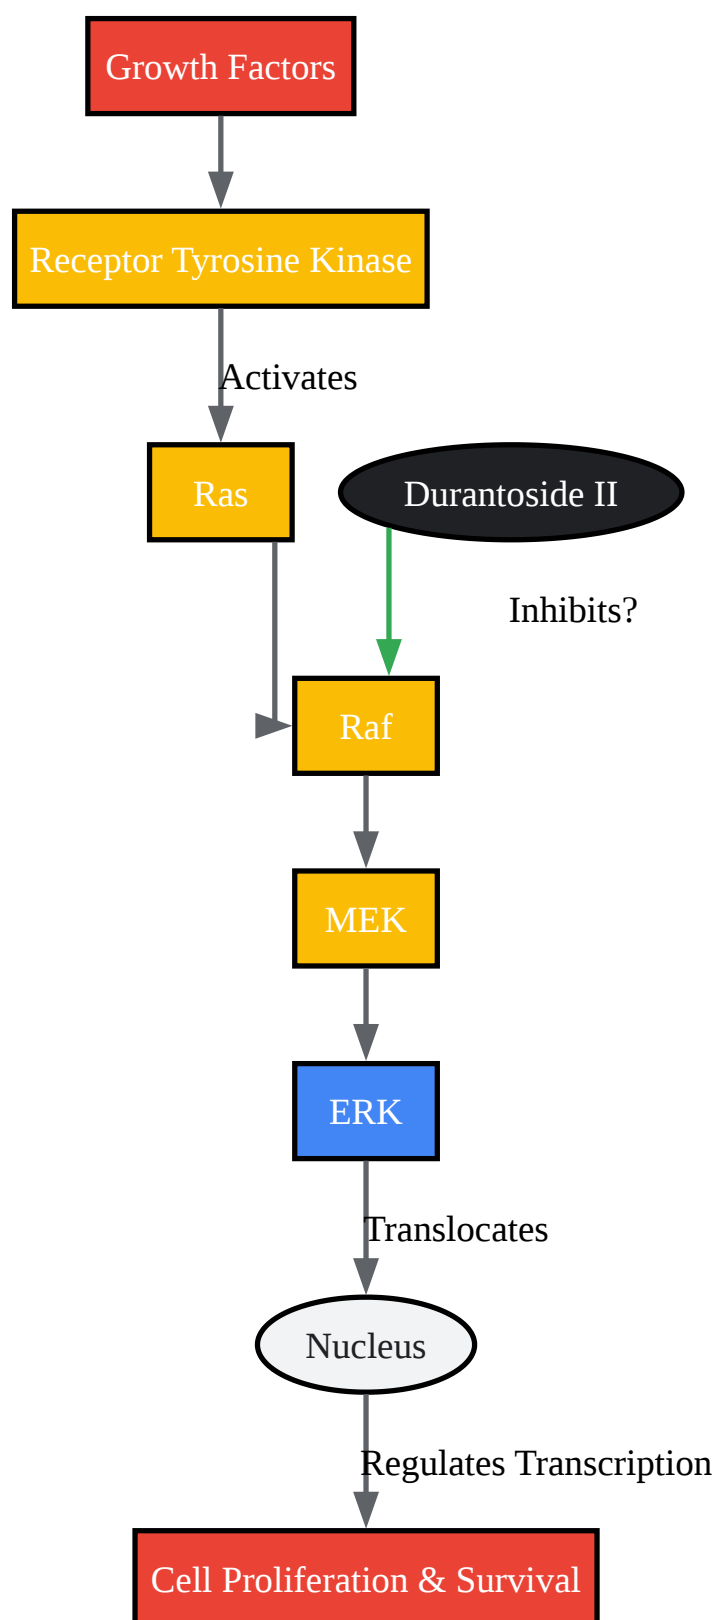 Growth Factors
Receptor Tyrosine Kinase
Activates
Ras
Durantoside II
Inhibits?
Raf
MEK
ERK
Translocates
Nucleus
Regulates Transcription
Cell Proliferation & Survival